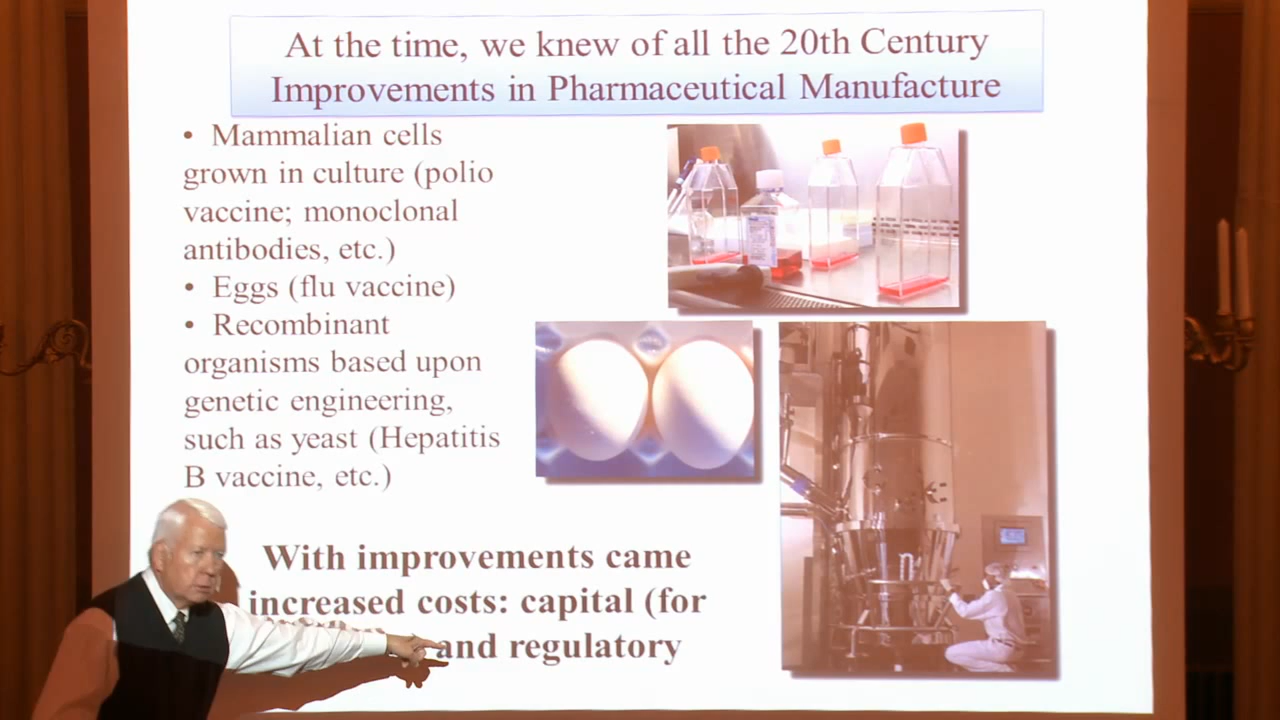 At the time, we knew of all the 20th Century
Improvements in Pharmaceutical Manufacture
• Mammalian cells
grown in culture (polio
vaccine; monoclonal
antibodies, etc.)
• Eggs (flu vaccine)
• Recombinant
organisms based upon
genetic engineering,
such as yeast (Hepatitis
B vaccine, etc.)
With improvements came
increased costs: capital (for
and regulatory